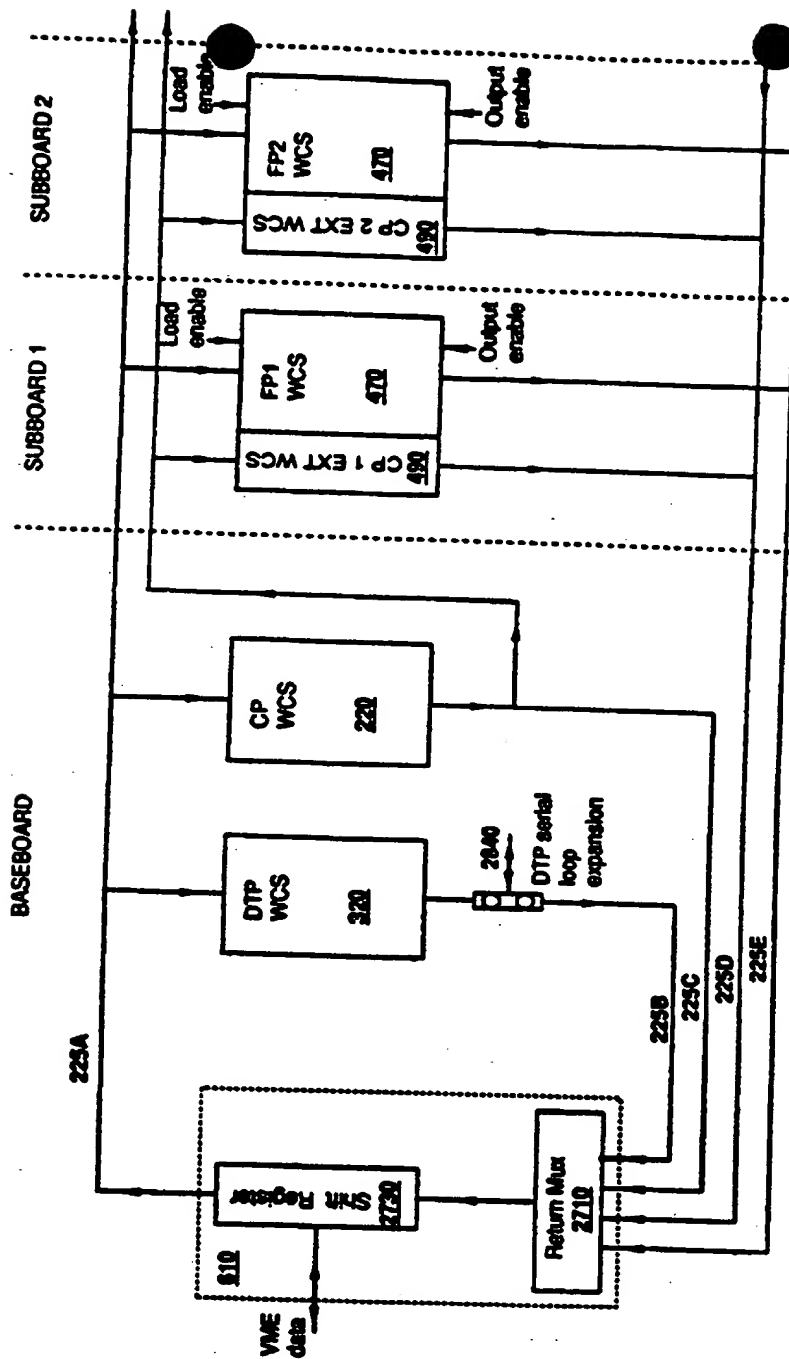 BASEBOARD
SUBBOARD 1
SUBBOARD 2
225A
Load
enable
Load
enable
610
VME
data
Shift Register
2730
Return Mux
2710
DTP
WCS
320
2840
DTP serial
loop
expansion
CP
WCS
220
CP 1 EXT WCS
490
FP1
WCS
470
Output
enable
CP 2 EXT WCS
490
FP2
WCS
470
Output
enable
225B
225C
225D
225E